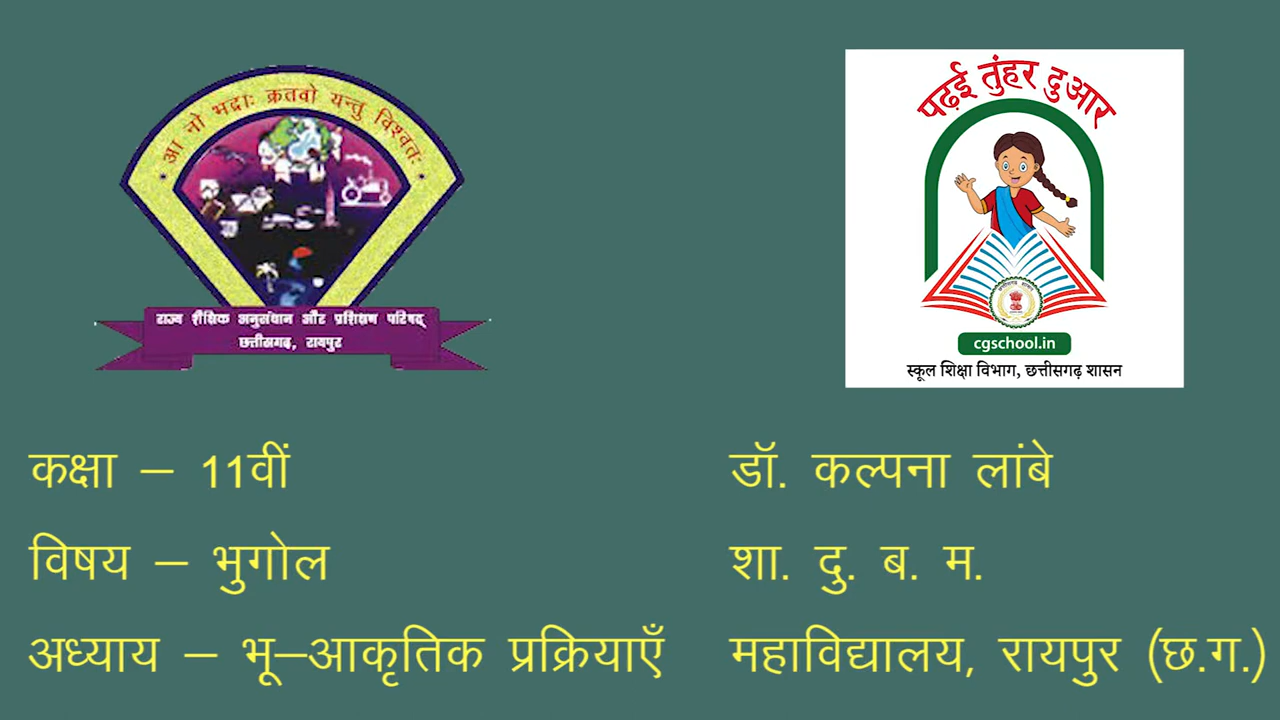 आ नो भद्राः क्रतवो यन्तु विश्वतः
राज्य शैक्षिक अनुसंधान और प्रशिक्षण परिषद्
छत्तीसगढ़, रायपुर
पढ़ई तुंहर दुआर
cgschool.in
स्कूल शिक्षा विभाग, छत्तीसगढ़ शासन
कक्षा – 11वीं
विषय – भुगोल
अध्याय – भू–आकृतिक प्रक्रियाएँ
डॉ. कल्पना लांबे
शा. दु. ब. म.
महाविद्यालय, रायपुर (छ.ग.)